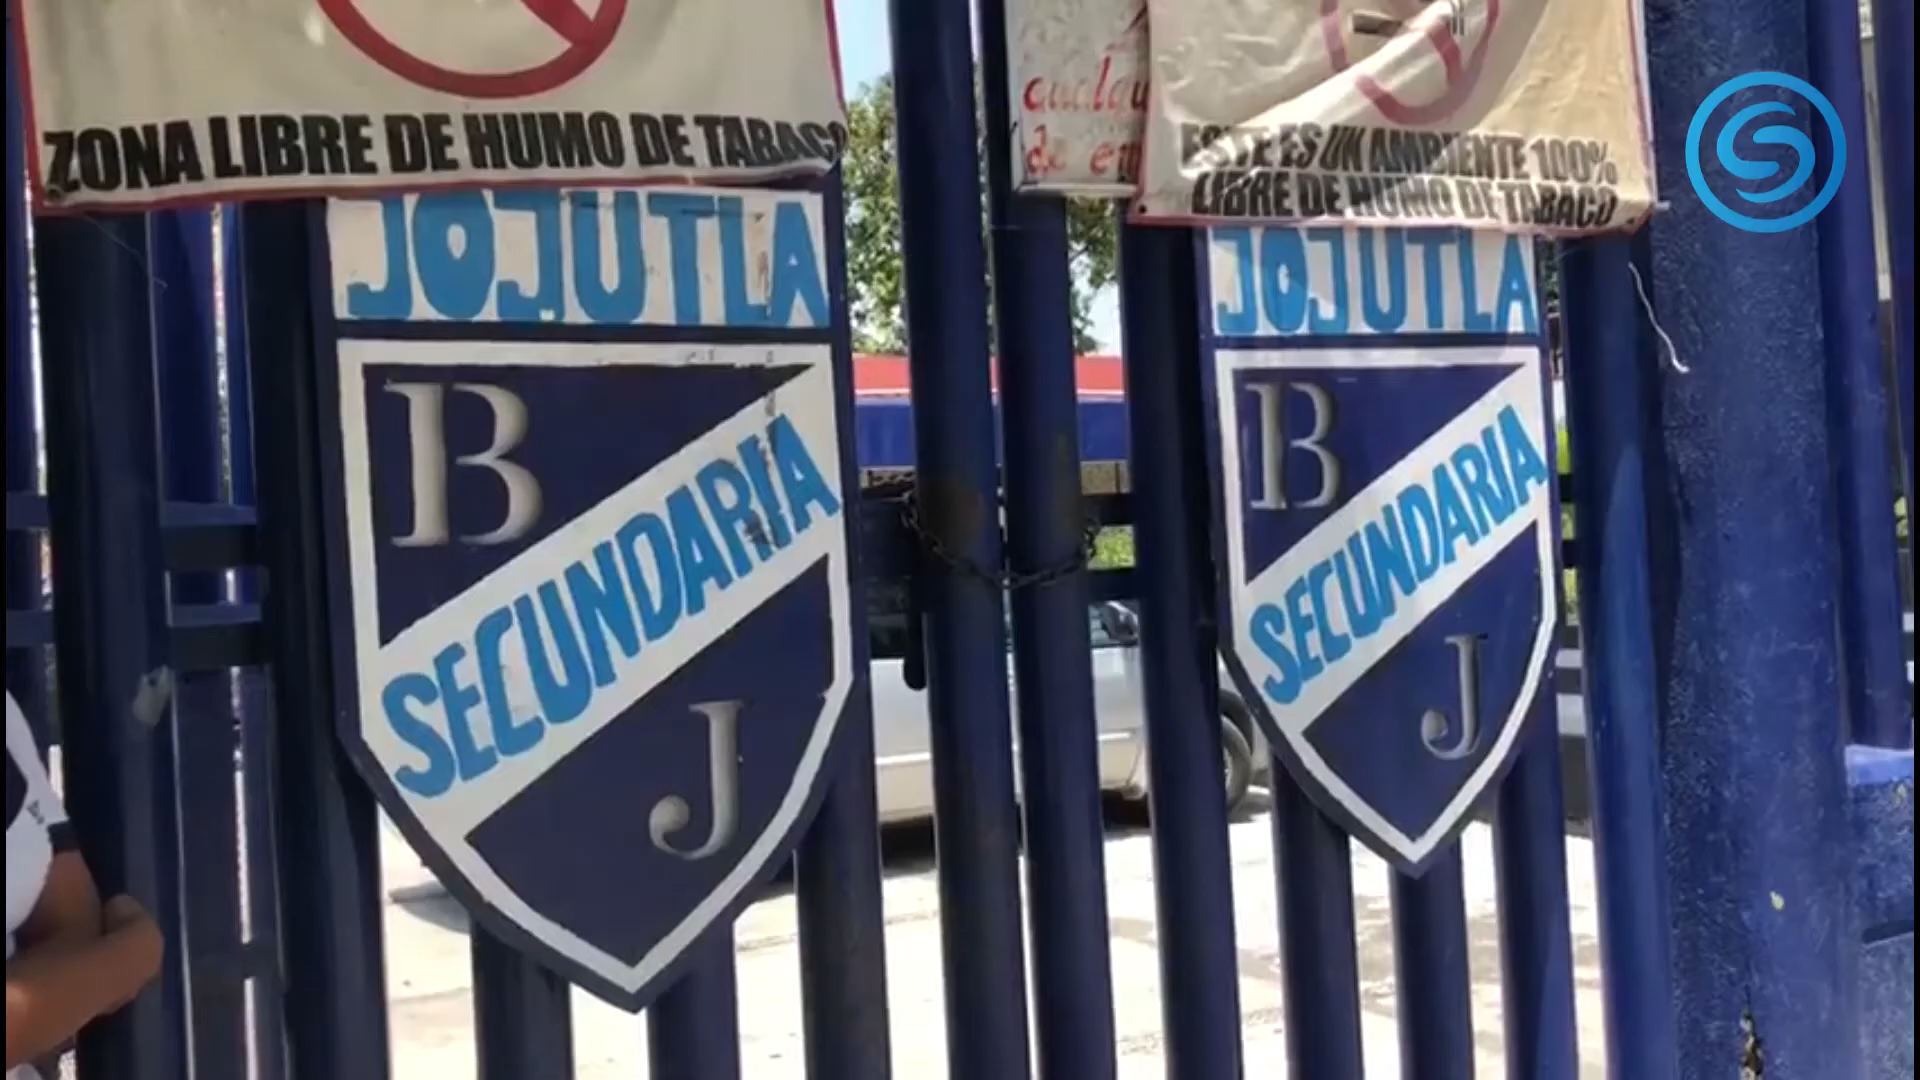 ZONA LIBRE DE HUMO DE TABACO
JOJUTLA
B
SECUNDARIA
J
de
ESTE ES UN AMBIENTE 100%
LIBRE DE HUMO DE TABACO
JOJUTLA
B
SECUNDARIA
J
S